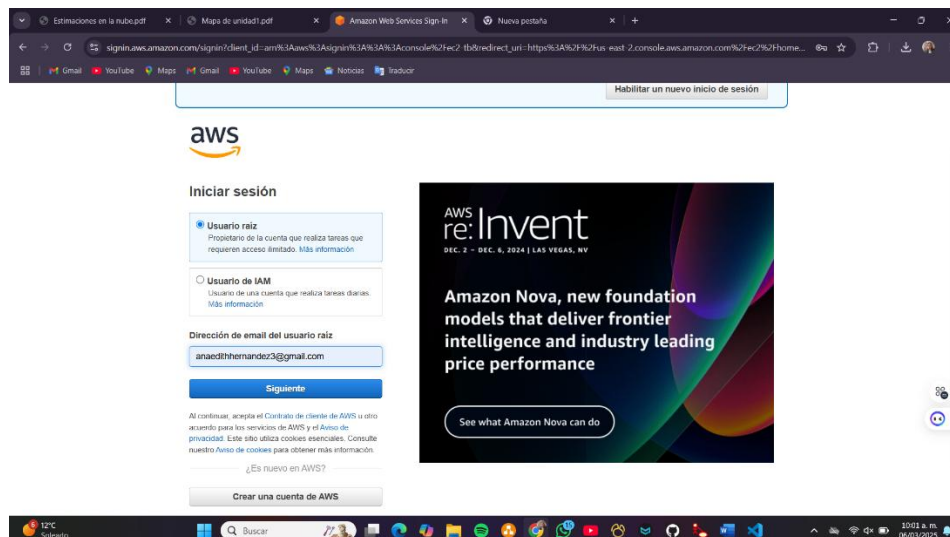 Estimaciones en la nube.pdf
Mapa de unidad1.pdf
Amazon Web Services Sign-In
Nueva pestaña
signin.aws.amazon.com/signin?client_id=arn%3Aaws%3Asignin%3A%3A%3Aconsole%2Fec2-tb&redirect_uri=https%3A%2F%2Fus-east-2.console.aws.amazon.com%2Fec2%2Fhome...
Gmail
YouTube
Maps
Gmail
YouTube
Maps
Noticias
Traducir
Habilitar un nuevo inicio de sesión
aws
Iniciar sesión
Usuario raíz
Propietario de la cuenta que realiza tareas que
requieren acceso ilimitado. Más información
Usuario de IAM
Usuario de una cuenta que realiza tareas diarias.
Más información
Dirección de email del usuario raíz
anaedithhernandez3@gmail.com
Siguiente
Al continuar, acepta el Contrato de cliente de AWS u otro
acuerdo para los servicios de AWS y el Aviso de
privacidad. Este sitio utiliza cookies esenciales. Consulte
nuestro Aviso de cookies para obtener más información.
¿Es nuevo en AWS?
Crear una cuenta de AWS
AWS
re:Invent
DEC. 2 – DEC. 6, 2024 | LAS VEGAS, NV
Amazon Nova, new foundation
models that deliver frontier
intelligence and industry leading
price performance
See what Amazon Nova can do
12°C
Soleado
Buscar
10:01 a. m.
06/03/2025